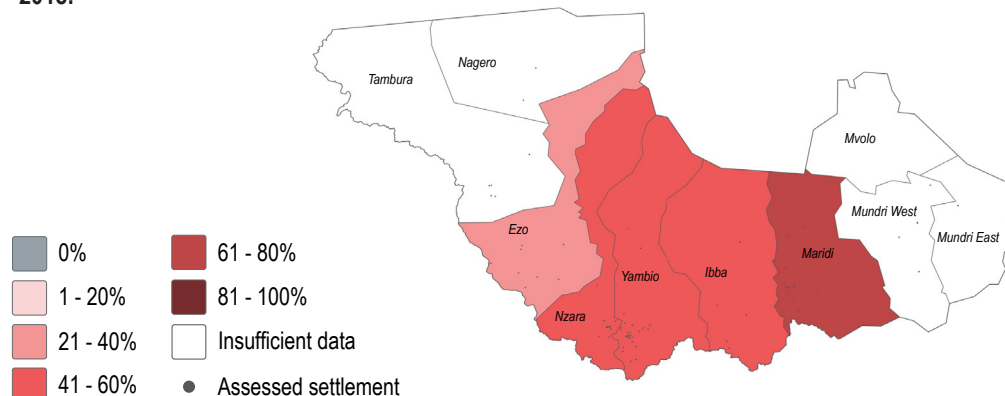 Nagero
Tambura
Mvolo
Mundri West
Mundri East
Ezo
Maridi
Ibba
Yambio
Nzara
0%
1 - 20%
21 - 40%
41 - 60%
61 - 80%
81 - 100%
Insufficient data
Assessed settlement